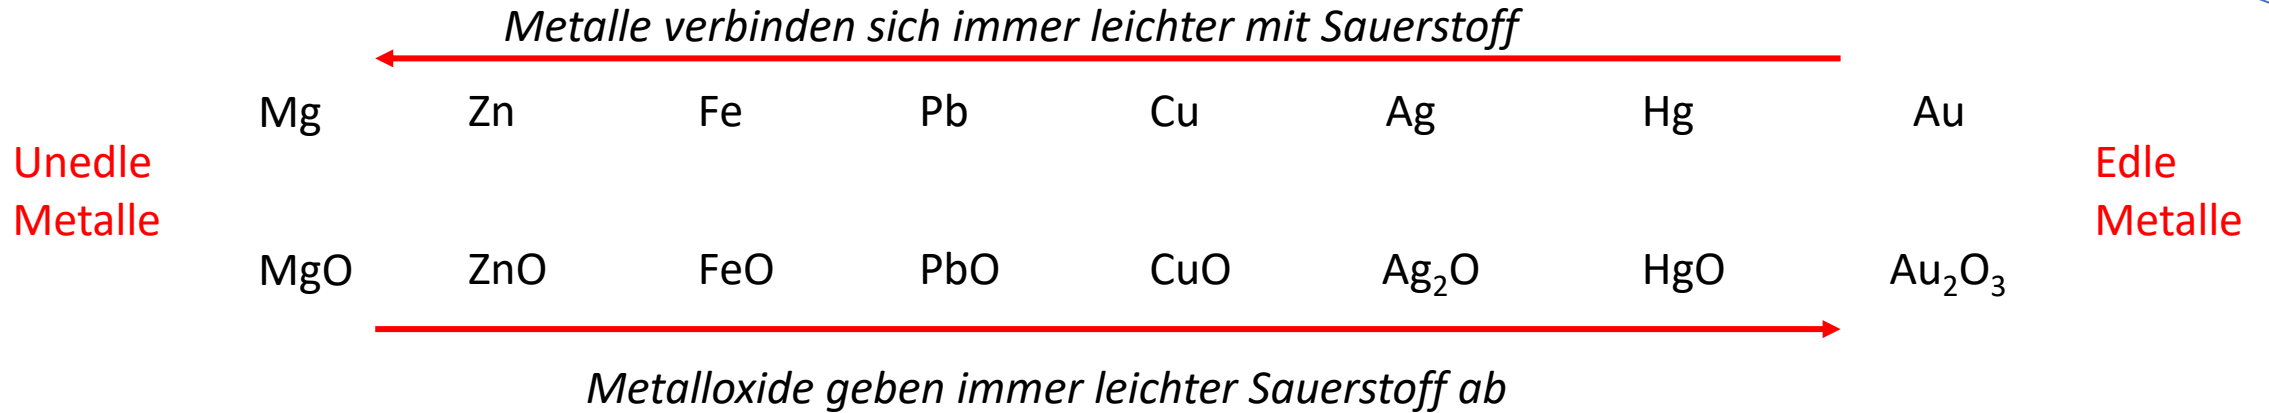 Metalle verbinden sich immer leichter mit Sauerstoff
Mg Zn Fe Pb Cu Ag Hg Au
Unedle
Metalle
Edle
Metalle
MgO ZnO FeO PbO CuO Ag₂O HgO Au₂O₃
Metalloxide geben immer leichter Sauerstoff ab